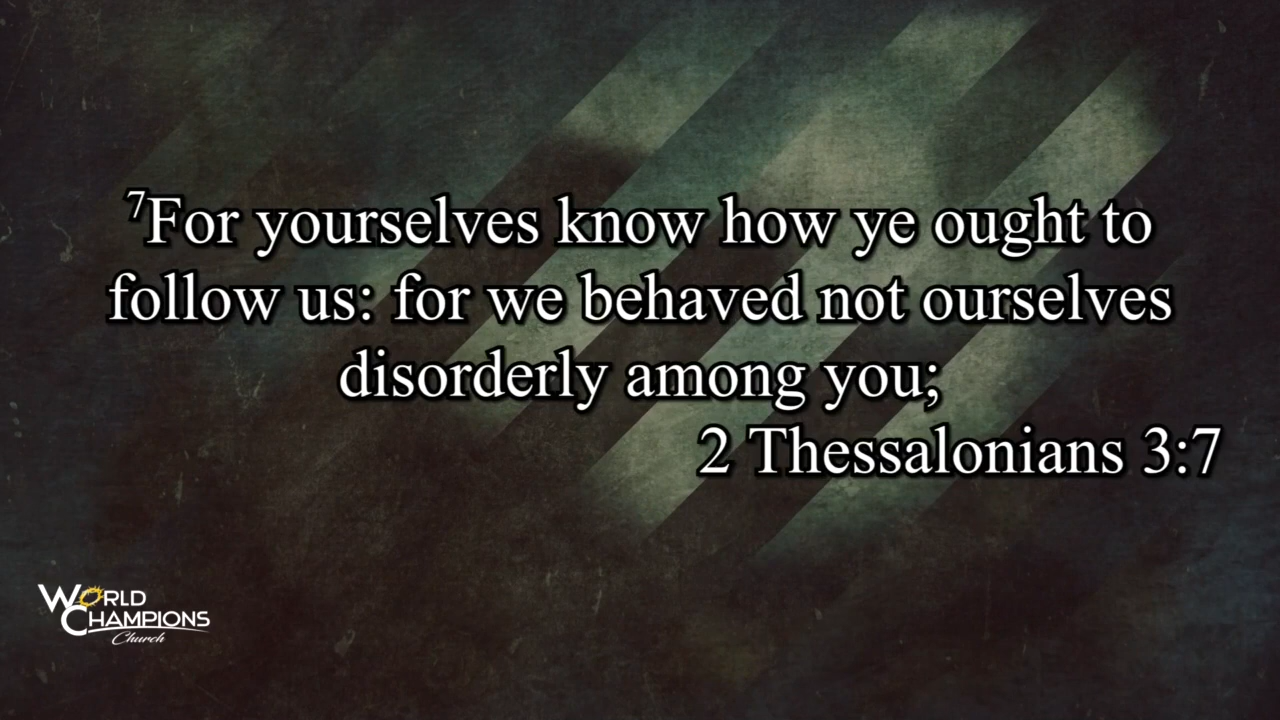 ⁷For yourselves know how ye ought to
follow us: for we behaved not ourselves
disorderly among you;
2 Thessalonians 3:7
WORLD
CHAMPIONS
Church